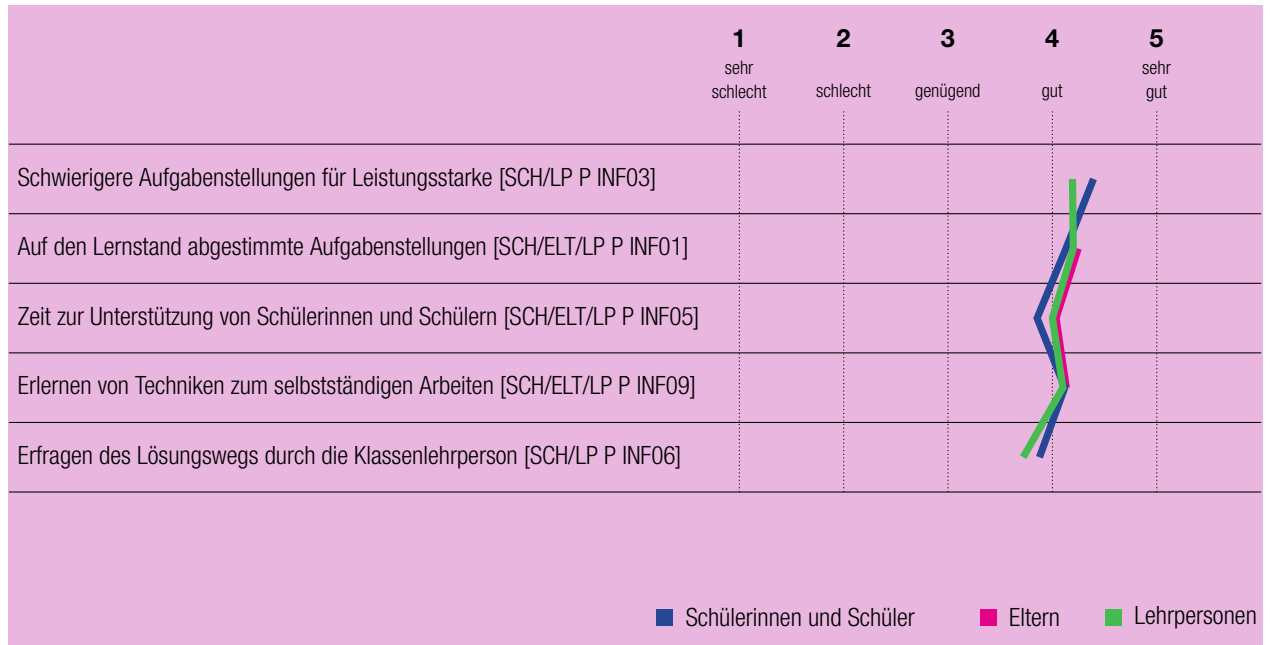 1 2 3 4 5
sehr schlecht schlecht genügend gut sehr gut
Schwierigere Aufgabenstellungen für Leistungsstarke [SCH/LP P INF03]
Auf den Lernstand abgestimmte Aufgabenstellungen [SCH/ELT/LP P INF01]
Zeit zur Unterstützung von Schülerinnen und Schülern [SCH/ELT/LP P INF05]
Erlernen von Techniken zum selbstständigen Arbeiten [SCH/ELT/LP P INF09]
Erfragen des Lösungswegs durch die Klassenlehrperson [SCH/LP P INF06]
Schülerinnen und Schüler Eltern Lehrpersonen